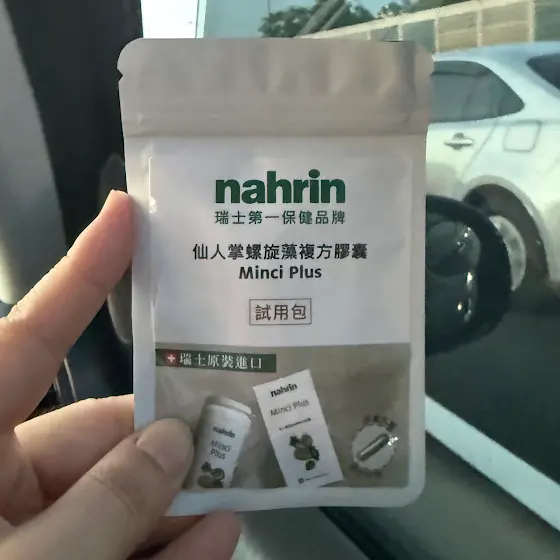 nahrin
瑞士第一保健品牌
仙人掌螺旋藻複方膠囊
Minci Plus
試用包
瑞士原裝進口
nahrin
Minci
Plus
nahrin
Minci Plus